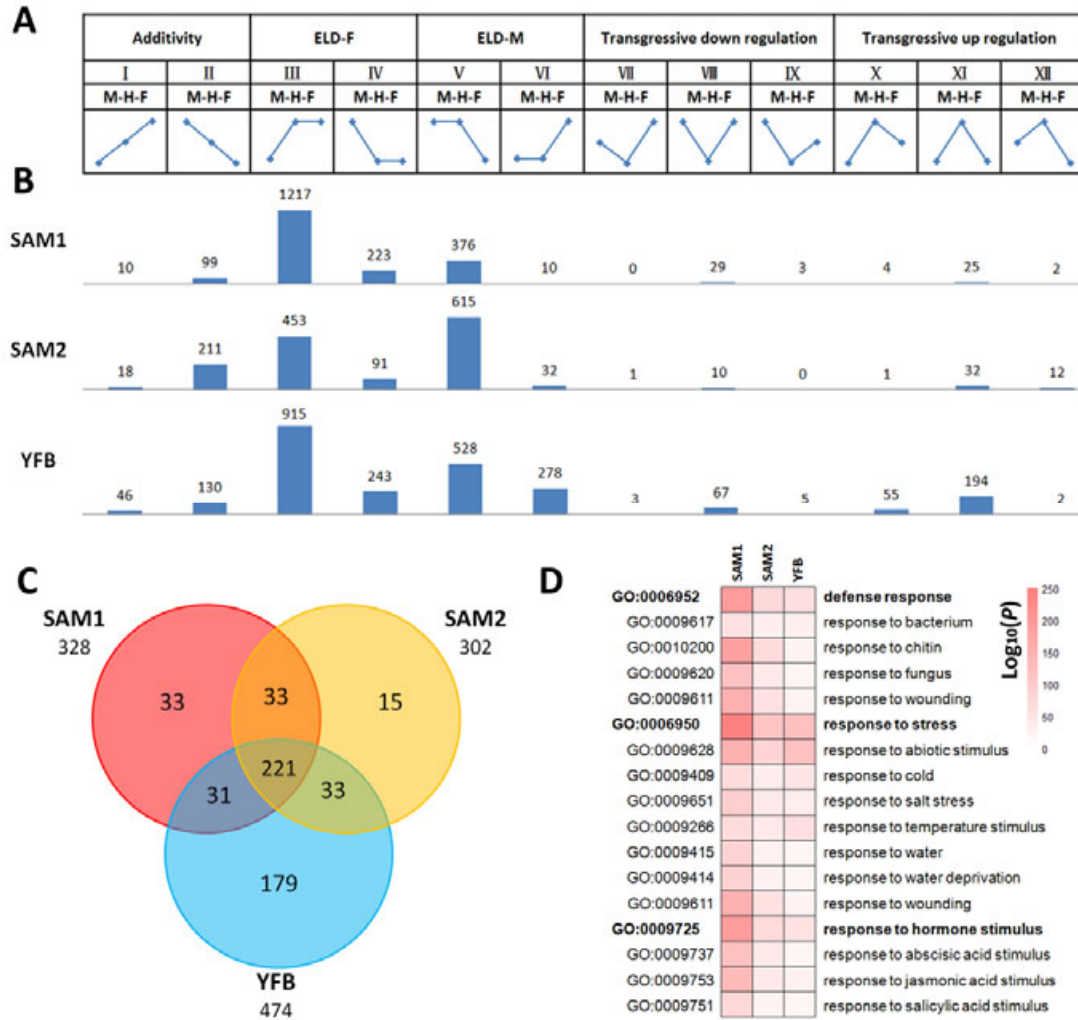 A
Additivity ELD-F ELD-M Transgressive down regulation Transgressive up regulation
Ⅰ Ⅱ Ⅲ Ⅳ Ⅴ Ⅵ Ⅶ Ⅷ Ⅸ Ⅹ Ⅺ Ⅻ
M-H-F M-H-F M-H-F M-H-F M-H-F M-H-F M-H-F M-H-F M-H-F M-H-F M-H-F M-H-F
B
SAM1
10 99 1217 223 376 10 0 29 3 4 25 2
SAM2
18 211 453 91 615 32 1 10 0 1 32 12
YFB
46 130 915 243 528 278 3 67 5 55 194 2
C
SAM1
328
SAM2
302
33 33 15
221
31 33
179
YFB
474
D
SAM1 SAM2 YFB
GO:0006952 defense response
GO:0009617 response to bacterium
GO:0010200 response to chitin
GO:0009620 response to fungus
GO:0009611 response to wounding
GO:0006950 response to stress
GO:0009628 response to abiotic stimulus
GO:0009409 response to cold
GO:0009651 response to salt stress
GO:0009266 response to temperature stimulus
GO:0009415 response to water
GO:0009414 response to water deprivation
GO:0009611 response to wounding
GO:0009725 response to hormone stimulus
GO:0009737 response to abscisic acid stimulus
GO:0009753 response to jasmonic acid stimulus
GO:0009751 response to salicylic acid stimulus
Log10(P)
250
200
150
100
50
0